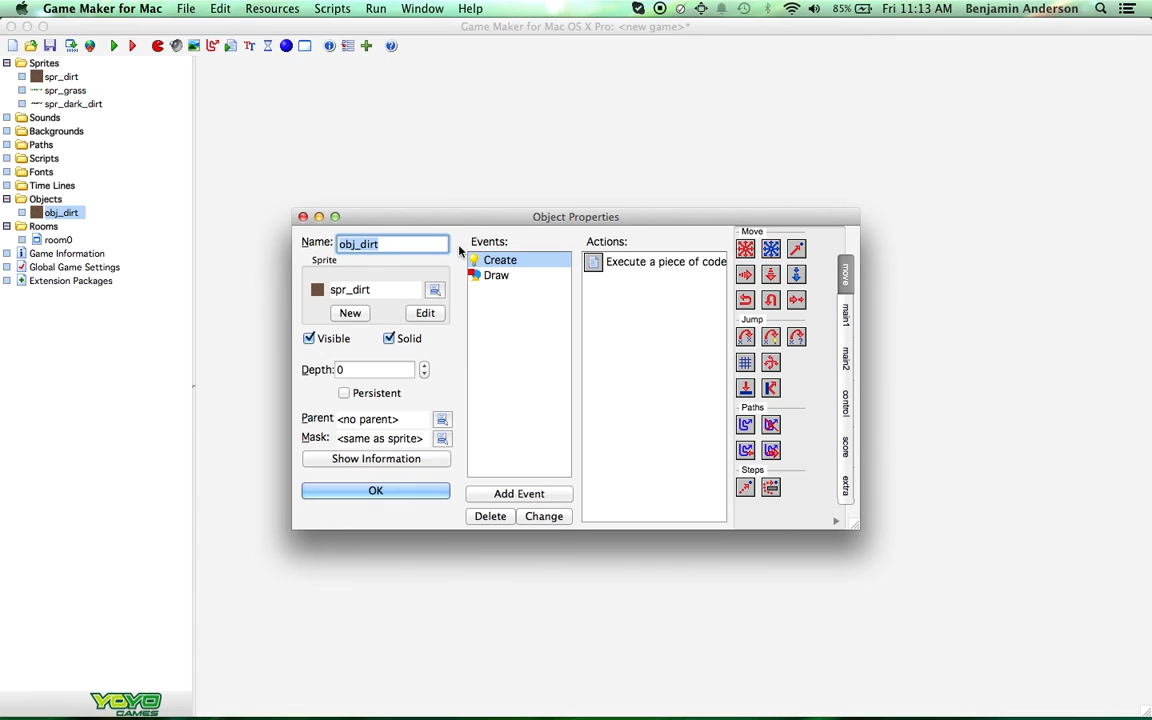 Game Maker for Mac File Edit Resources Scripts Run Window Help 85% Fri 11:13 AM Benjamin Anderson
Game Maker for Mac OS X Pro: <new game>*
Sprites
spr_dirt
spr_grass
spr_dark_dirt
Sounds
Backgrounds
Paths
Scripts
Fonts
Time Lines
Objects
obj_dirt
Rooms
room0
Game Information
Global Game Settings
Extension Packages
YOYO
GAMES
Object Properties
Name: obj_dirt
Sprite
spr_dirt
New Edit
Visible Solid
Depth: 0
Persistent
Parent <no parent>
Mask: <same as sprite>
Show Information
OK
Events:
Create
Draw
Add Event
Delete Change
Actions:
Execute a piece of code
Move
Jump
Paths
Steps
move
main1
main2
control
score
extra